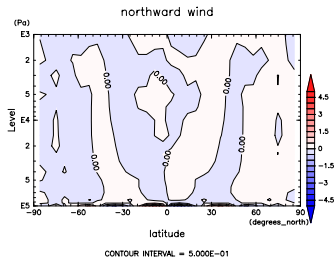 northward wind
(Pa)
E3
2
5
E4
2
5
E5
Level
0.00
0.00
0.00
0.00
0.00
0.00
−90 −60 −30 0 30 60 90
(degrees_north)
latitude
4.5
3
1.5
0
−1.5
−3
−4.5
CONTOUR INTERVAL = 5.000E−01